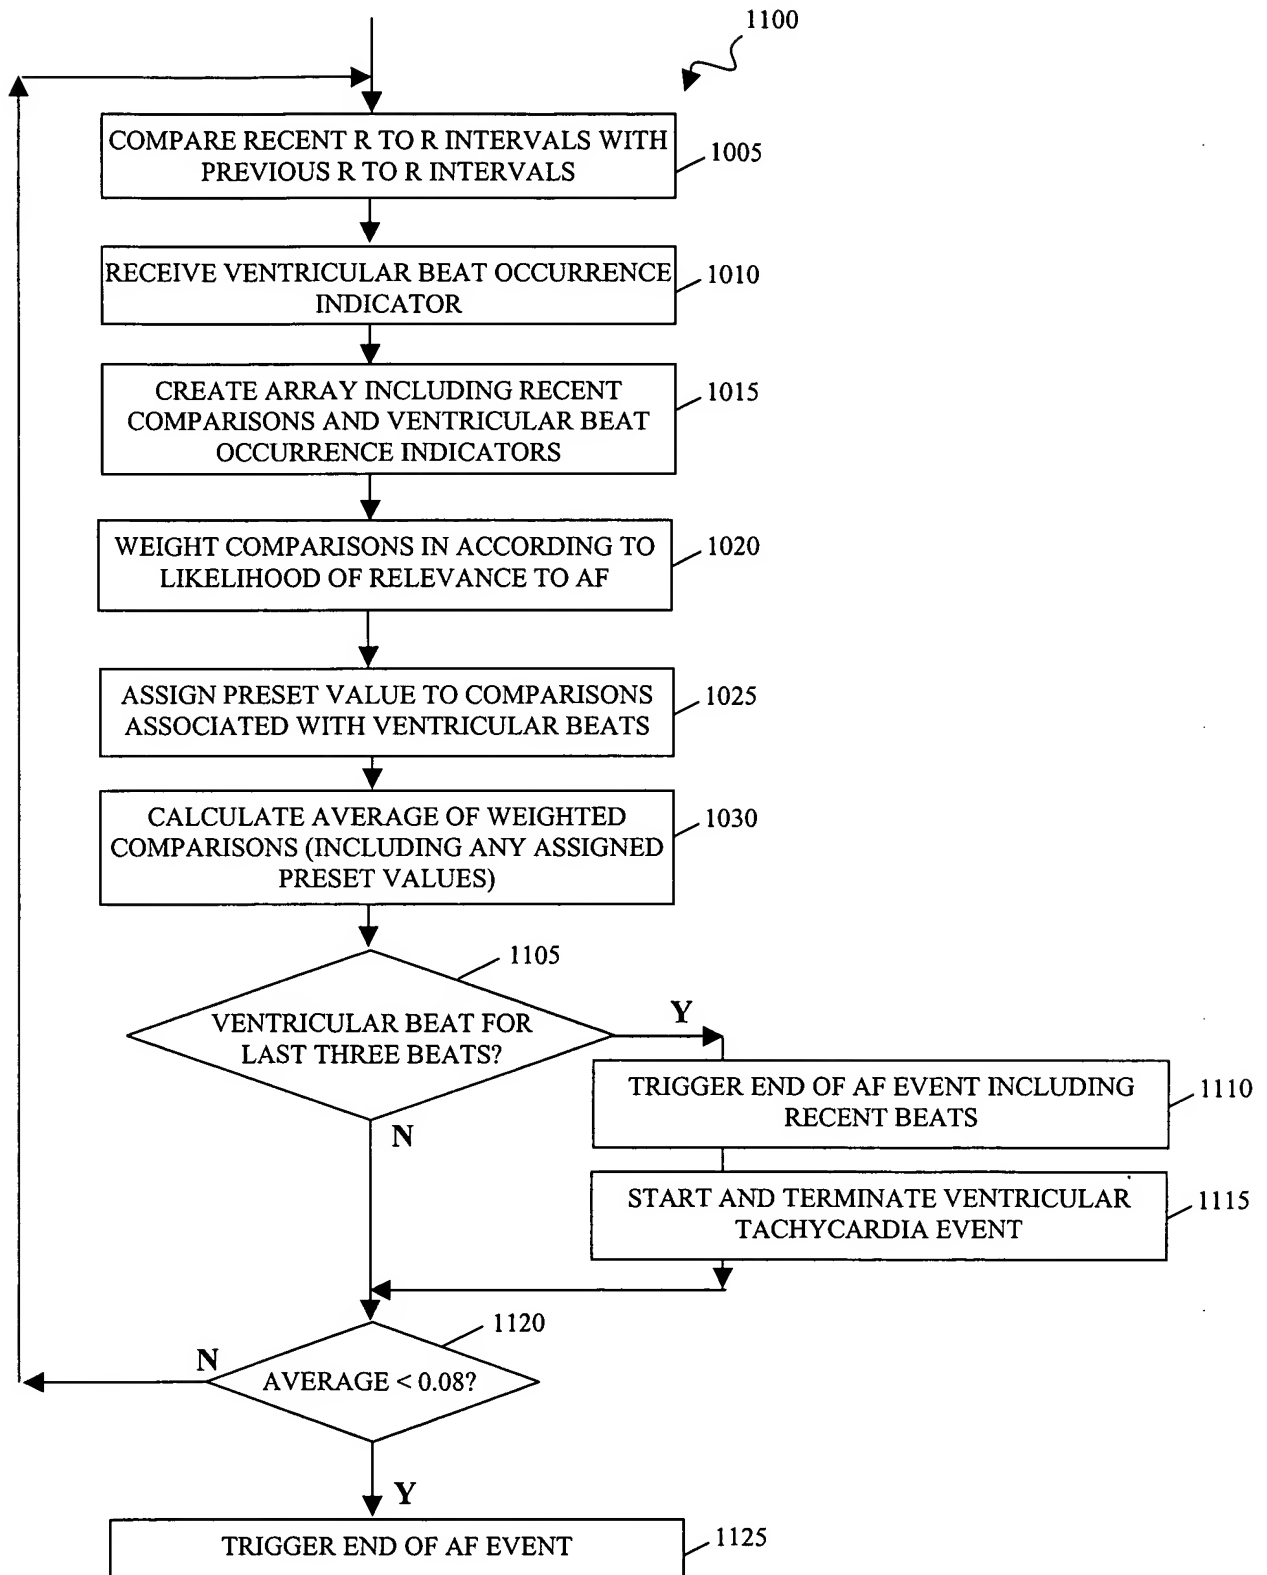 1100
COMPARE RECENT R TO R INTERVALS WITH
PREVIOUS R TO R INTERVALS
1005
RECEIVE VENTRICULAR BEAT OCCURRENCE
INDICATOR
1010
CREATE ARRAY INCLUDING RECENT
COMPARISONS AND VENTRICULAR BEAT
OCCURRENCE INDICATORS
1015
WEIGHT COMPARISONS IN ACCORDING TO
LIKELIHOOD OF RELEVANCE TO AF
1020
ASSIGN PRESET VALUE TO COMPARISONS
ASSOCIATED WITH VENTRICULAR BEATS
1025
CALCULATE AVERAGE OF WEIGHTED
COMPARISONS (INCLUDING ANY ASSIGNED
PRESET VALUES)
1030
1105
VENTRICULAR BEAT FOR
LAST THREE BEATS?
Y
N
TRIGGER END OF AF EVENT INCLUDING
RECENT BEATS
1110
START AND TERMINATE VENTRICULAR
TACHYCARDIA EVENT
1115
1120
AVERAGE < 0.08?
N
Y
TRIGGER END OF AF EVENT
1125